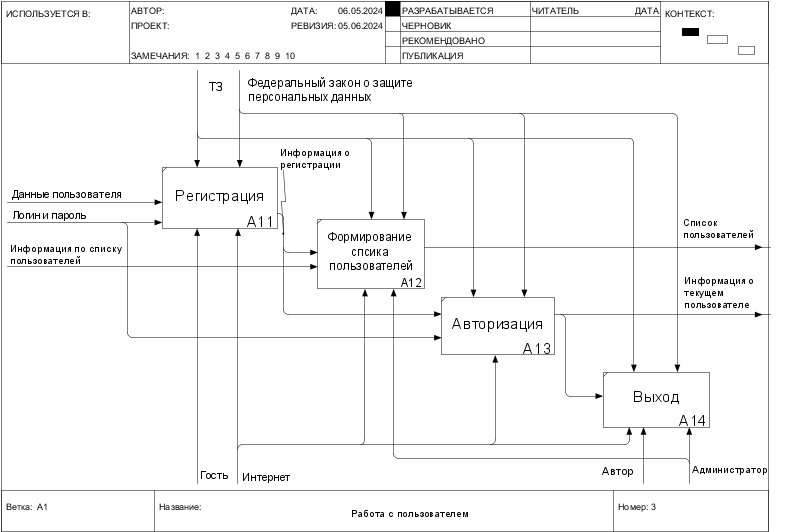 ИСПОЛЬЗУЕТСЯ В:
АВТОР:
ДАТА: 06.05.2024
РАЗРАБАТЫВАЕТСЯ
ЧИТАТЕЛЬ
ДАТА
КОНТЕКСТ:
ПРОЕКТ:
РЕВИЗИЯ: 05.06.2024
ЧЕРНОВИК
РЕКОМЕНДОВАНО
ЗАМЕЧАНИЯ: 1 2 3 4 5 6 7 8 9 10
ПУБЛИКАЦИЯ
ТЗ
Федеральный закон о защите
персональных данных
Информация о
регистрации
Данные пользователя
Логин и пароль
Информация по списку
пользователей
Регистрация
A11
Формирование
спсика
пользователей
A12
Список
пользователей
Информация о
текущем
пользователе
Авторизация
A13
Выход
A14
Гость
Интернет
Автор
Администратор
Ветка: A1
Название:
Работа с пользователем
Номер: 3